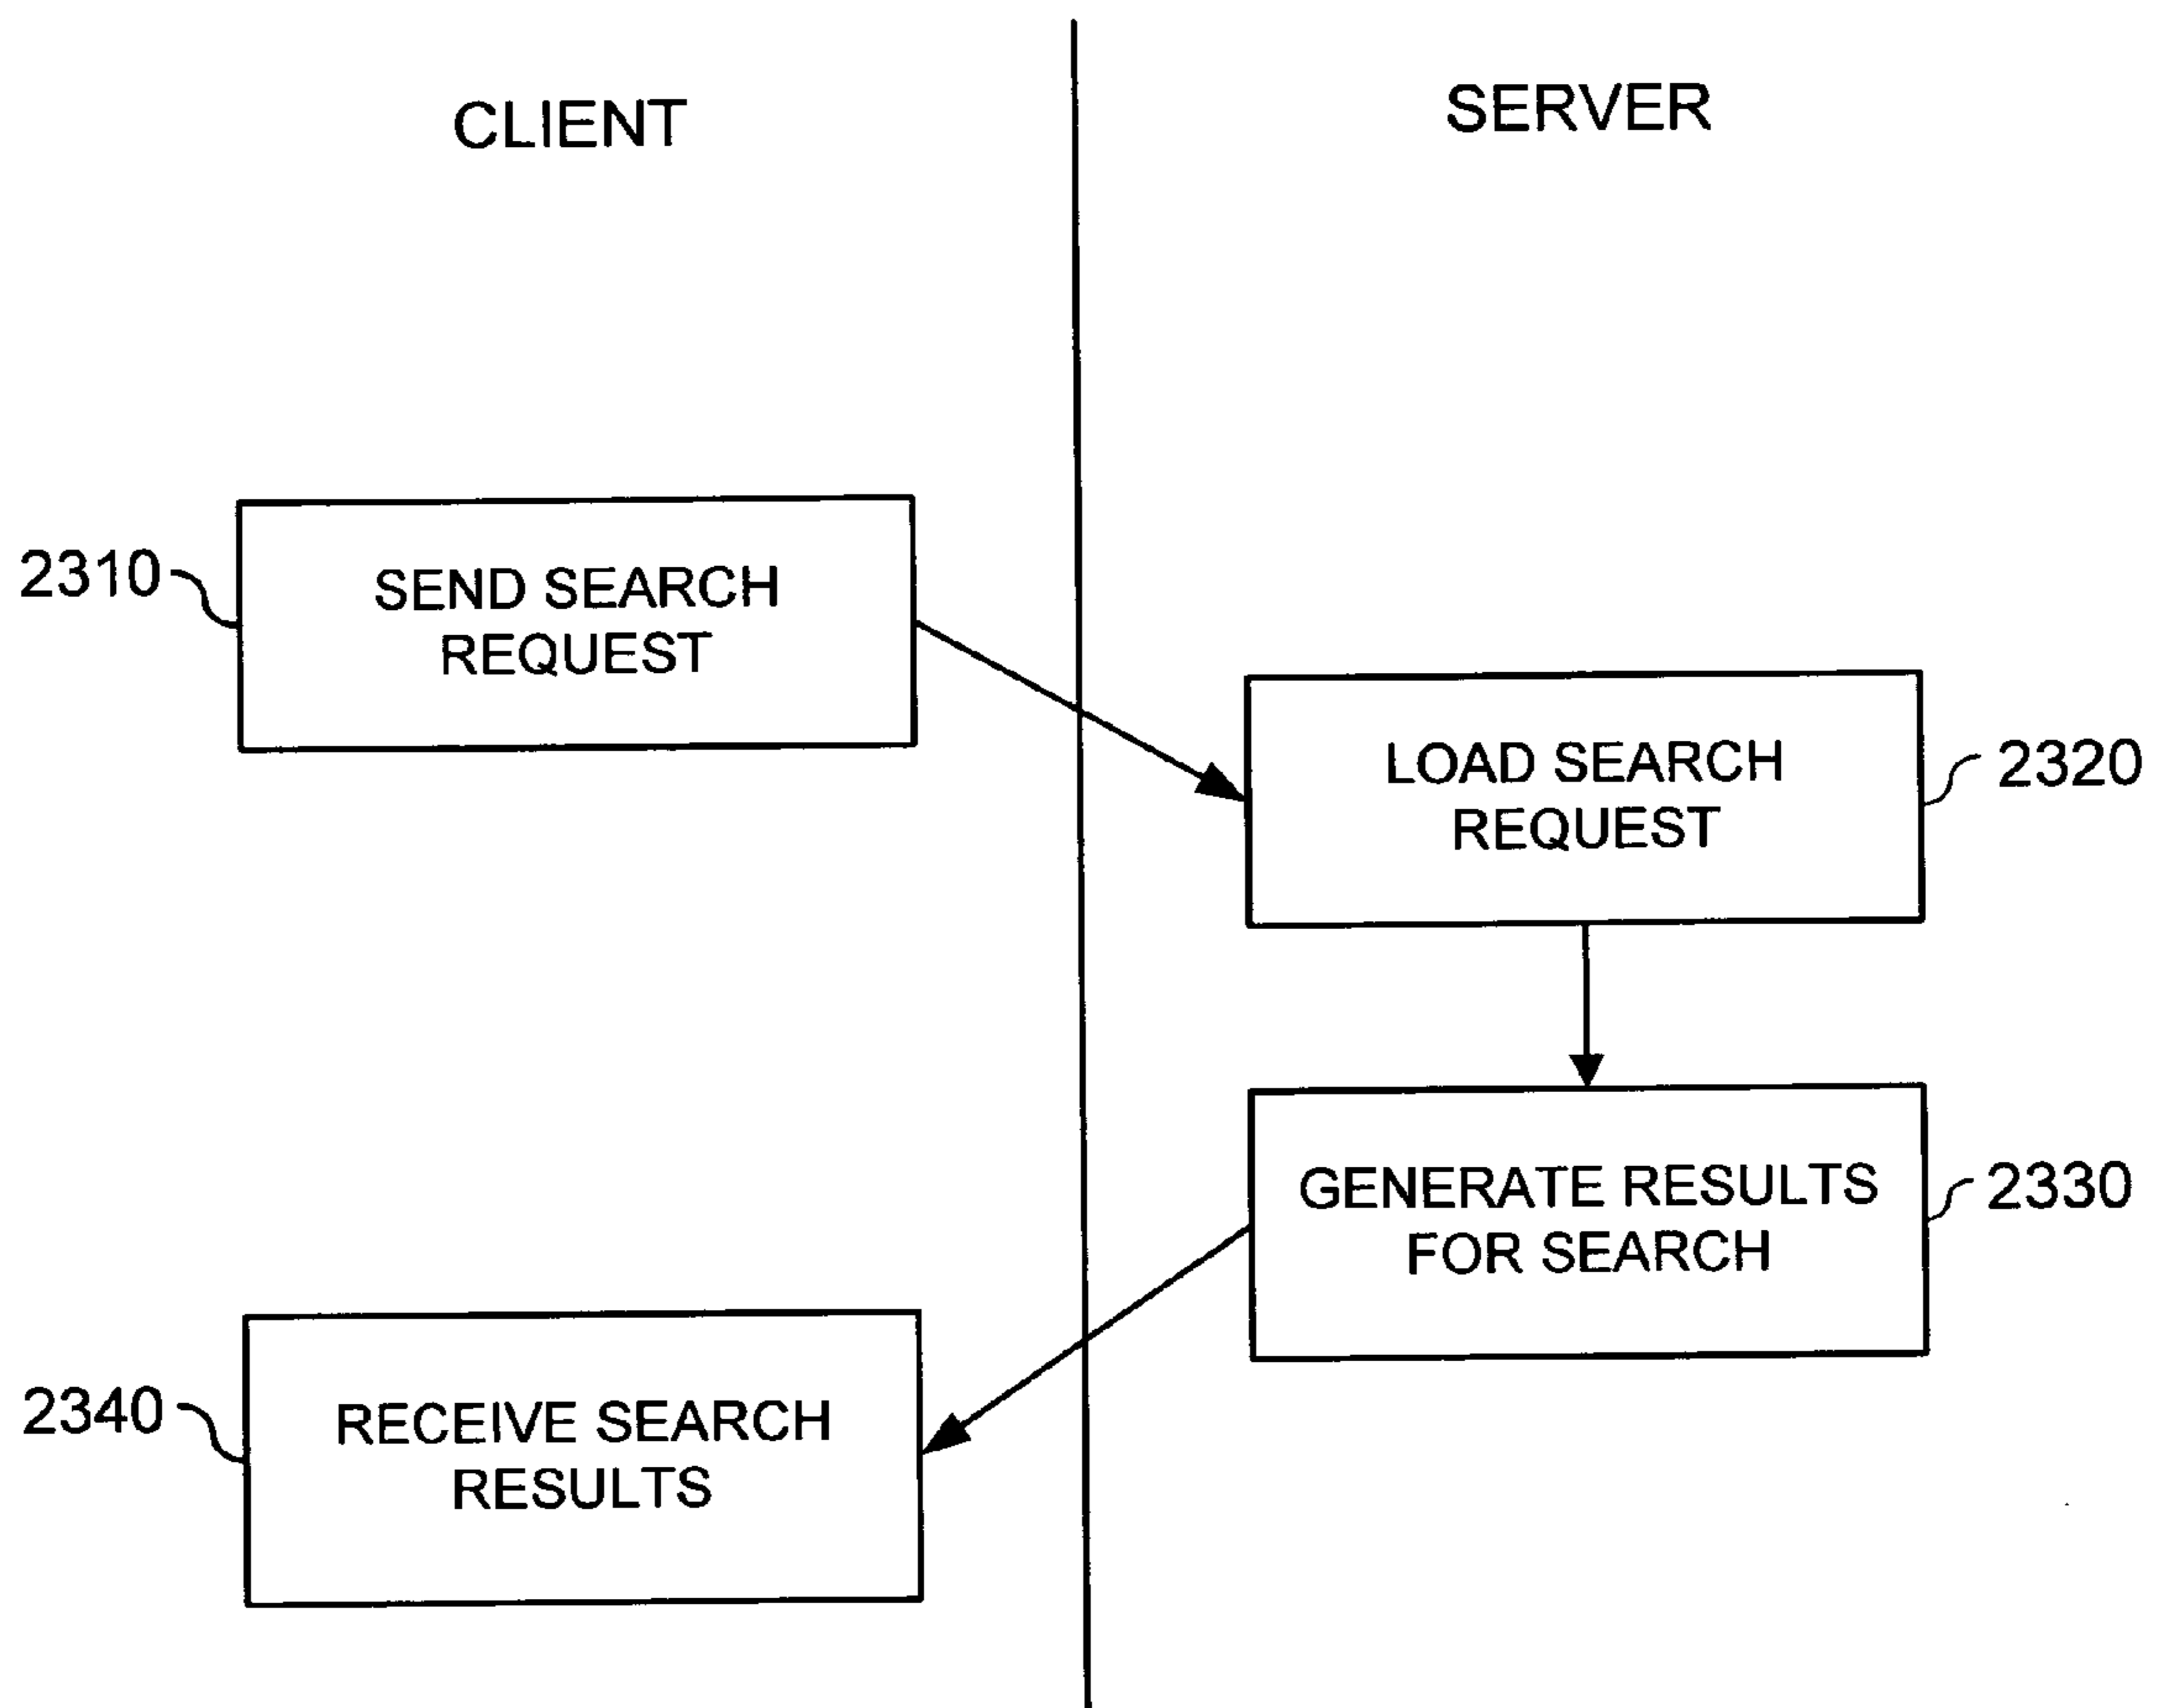 CLIENT
SERVER
2310
SEND SEARCH
REQUEST
LOAD SEARCH
REQUEST
2320
GENERATE RESULTS
FOR SEARCH
2330
2340
RECEIVE SEARCH
RESULTS